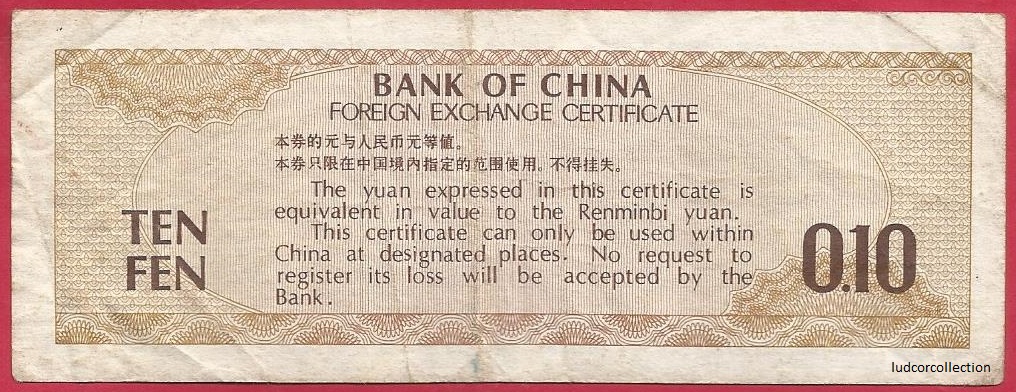 BANK OF CHINA
FOREIGN EXCHANGE CERTIFICATE
本券的元与人民币元等值。
本券只限在中国境内指定的范围使用。不得挂失。
The yuan expressed in this certificate is
equivalent in value to the Renminbi yuan.
This certificate can only be used within
China at designated places. No request to
register its loss will be accepted by the
Bank.
TEN
FEN
0.10
ludcorcollection